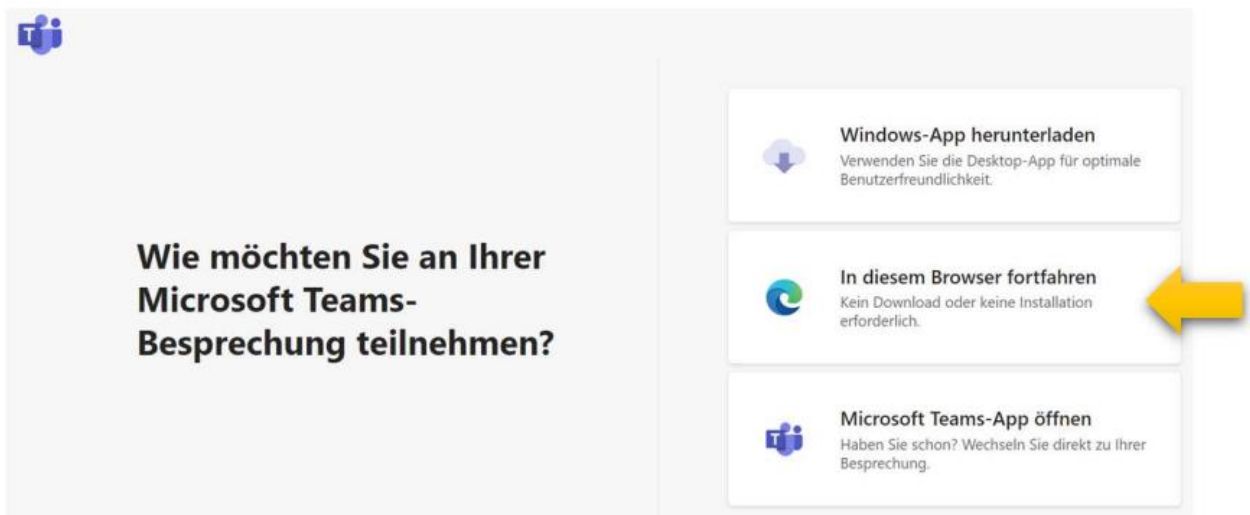 Wie möchten Sie an Ihrer
Microsoft Teams-
Besprechung teilnehmen?
Windows-App herunterladen
Verwenden Sie die Desktop-App für optimale
Benutzerfreundlichkeit.
In diesem Browser fortfahren
Kein Download oder keine Installation
erforderlich.
Microsoft Teams-App öffnen
Haben Sie schon? Wechseln Sie direkt zu Ihrer
Besprechung.